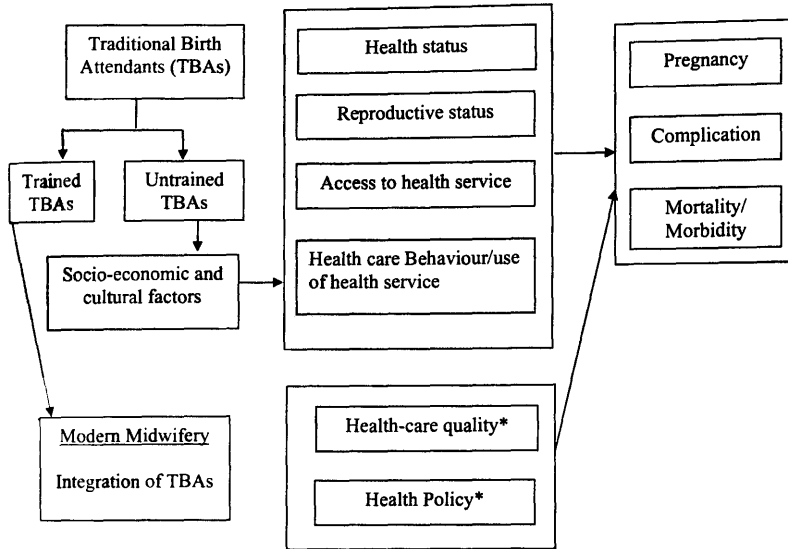 Traditional Birth
Attendants (TBAs)
Trained
TBAs
Untrained
TBAs
Socio-economic and
cultural factors
Modern Midwifery
Integration of TBAs
Health status
Reproductive status
Access to health service
Health care Behaviour/use
of health service
Health-care quality*
Health Policy*
Pregnancy
Complication
Mortality/
Morbidity